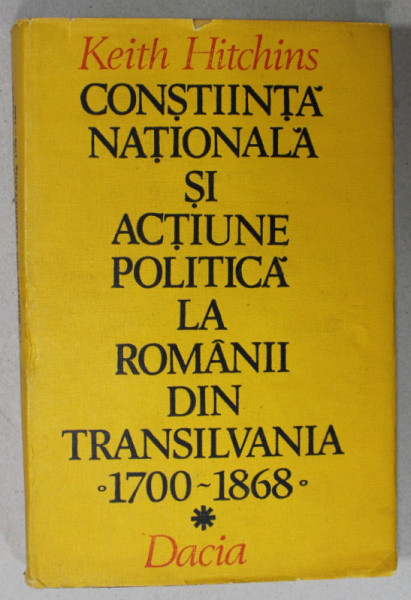 Keith Hitchins
CONȘTIINȚĂ
NAȚIONALĂ
ȘI
ACȚIUNE
POLITICĂ
LA
ROMÂNII
DIN
TRANSILVANIA
°1700~1868°
*
Dacia